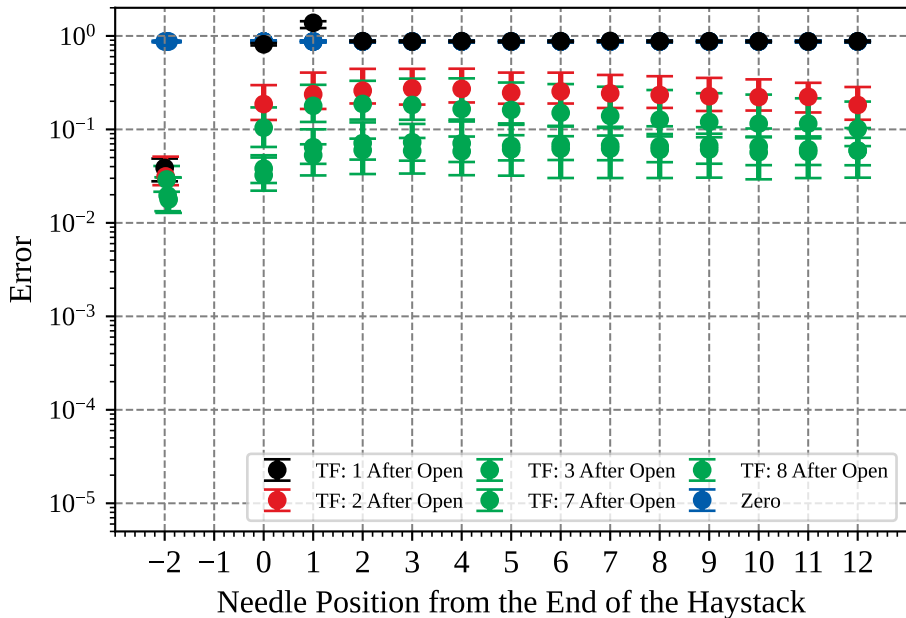 10⁰
10⁻¹
10⁻²
10⁻³
10⁻⁴
10⁻⁵
Error
TF: 1 After Open TF: 3 After Open TF: 8 After Open
TF: 2 After Open TF: 7 After Open Zero
−2 −1 0 1 2 3 4 5 6 7 8 9 10 11 12
Needle Position from the End of the Haystack